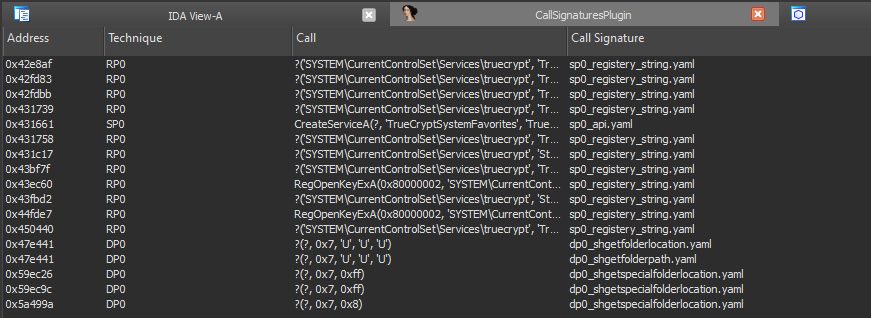 IDA View-A CallSignaturesPlugin
Address Technique Call Call Signature
0x42e8af RP0 ?('SYSTEM\CurrentControlSet\Services\truecrypt', 'Tr... sp0_registery_string.yaml
0x42fd83 RP0 ?('SYSTEM\CurrentControlSet\Services\truecrypt', 'Tr... sp0_registery_string.yaml
0x42fdbb RP0 ?('SYSTEM\CurrentControlSet\Services\truecrypt', 'Tr... sp0_registery_string.yaml
0x431739 RP0 ?('SYSTEM\CurrentControlSet\Services\truecrypt', 'Tr... sp0_registery_string.yaml
0x431661 SP0 CreateServiceA(?, 'TrueCryptSystemFavorites', 'True... sp0_api.yaml
0x431758 RP0 ?('SYSTEM\CurrentControlSet\Services\truecrypt', 'Tr... sp0_registery_string.yaml
0x431c17 RP0 ?('SYSTEM\CurrentControlSet\Services\truecrypt', 'St... sp0_registery_string.yaml
0x43bf7f RP0 ?('SYSTEM\CurrentControlSet\Services\truecrypt', 'Tr... sp0_registery_string.yaml
0x43ec60 RP0 RegOpenKeyExA(0x80000002, 'SYSTEM\CurrentCont... sp0_registery_string.yaml
0x43fbd2 RP0 ?('SYSTEM\CurrentControlSet\Services\truecrypt', 'St... sp0_registery_string.yaml
0x44fde7 RP0 RegOpenKeyExA(0x80000002, 'SYSTEM\CurrentCont... sp0_registery_string.yaml
0x450440 RP0 ?('SYSTEM\CurrentControlSet\Services\truecrypt', 'Tr... sp0_registery_string.yaml
0x47e441 DP0 ?(?, 0x7, 'U', 'U', 'U') dp0_shgetfolderlocation.yaml
0x47e441 DP0 ?(?, 0x7, 'U', 'U', 'U') dp0_shgetfolderpath.yaml
0x59ec26 DP0 ?(?, 0x7, 0xff) dp0_shgetspecialfolderlocation.yaml
0x59ec9c DP0 ?(?, 0x7, 0xff) dp0_shgetspecialfolderlocation.yaml
0x5a499a DP0 ?(?, 0x7, 0x8) dp0_shgetspecialfolderlocation.yaml